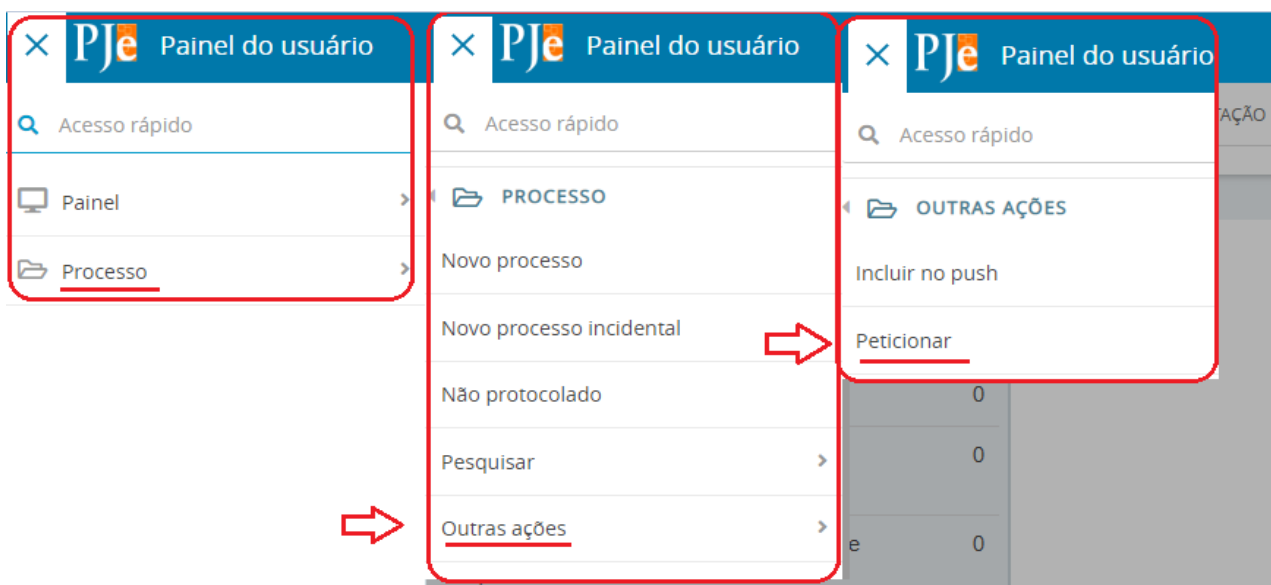 PJe Painel do usuário
Acesso rápido
Painel
Processo
PJe Painel do usuário
Acesso rápido
PROCESSO
Novo processo
Novo processo incidental
Não protocolado
Pesquisar
Outras ações
PJe Painel do usuário
Acesso rápido
OUTRAS AÇÕES
Incluir no push
Peticionar
TAÇÃO
0
0
e 0